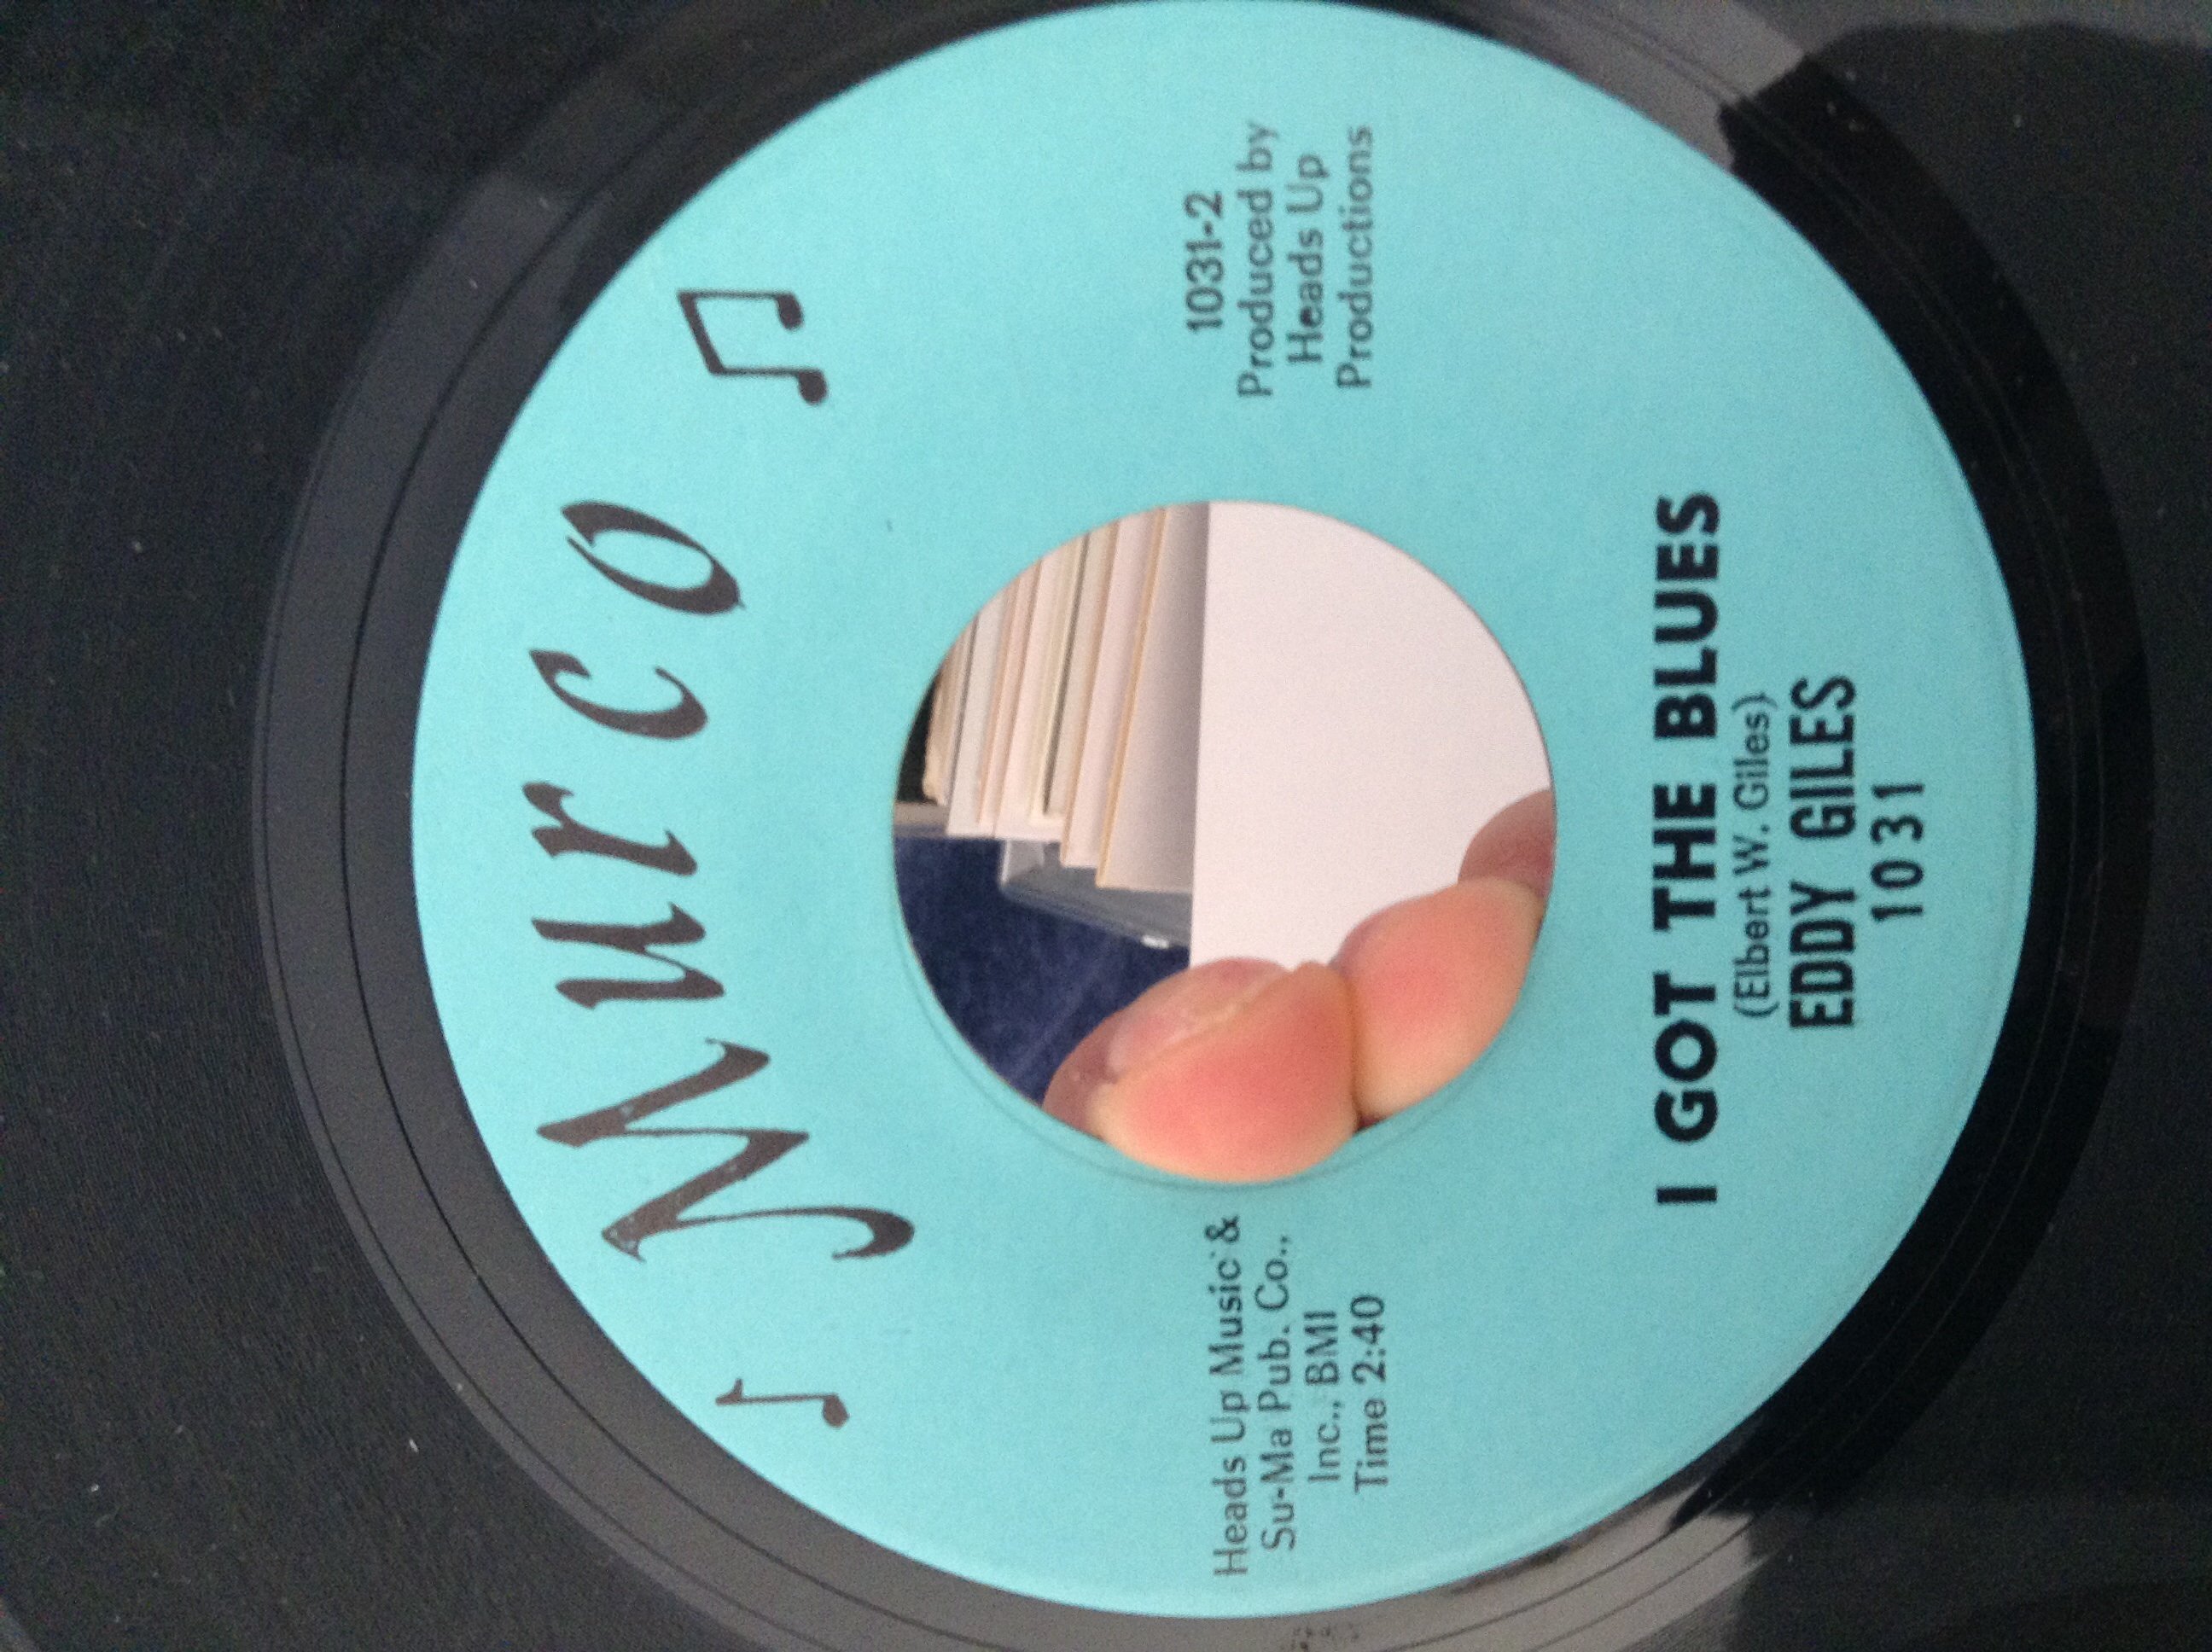 Murco
Heads Up Music &
Su-Ma Pub. Co.,
Inc., BMI
Time 2:40
1031-2
Produced by
Heads Up
Productions
I GOT THE BLUES
(Elbert W. Giles)
EDDY GILES
1031